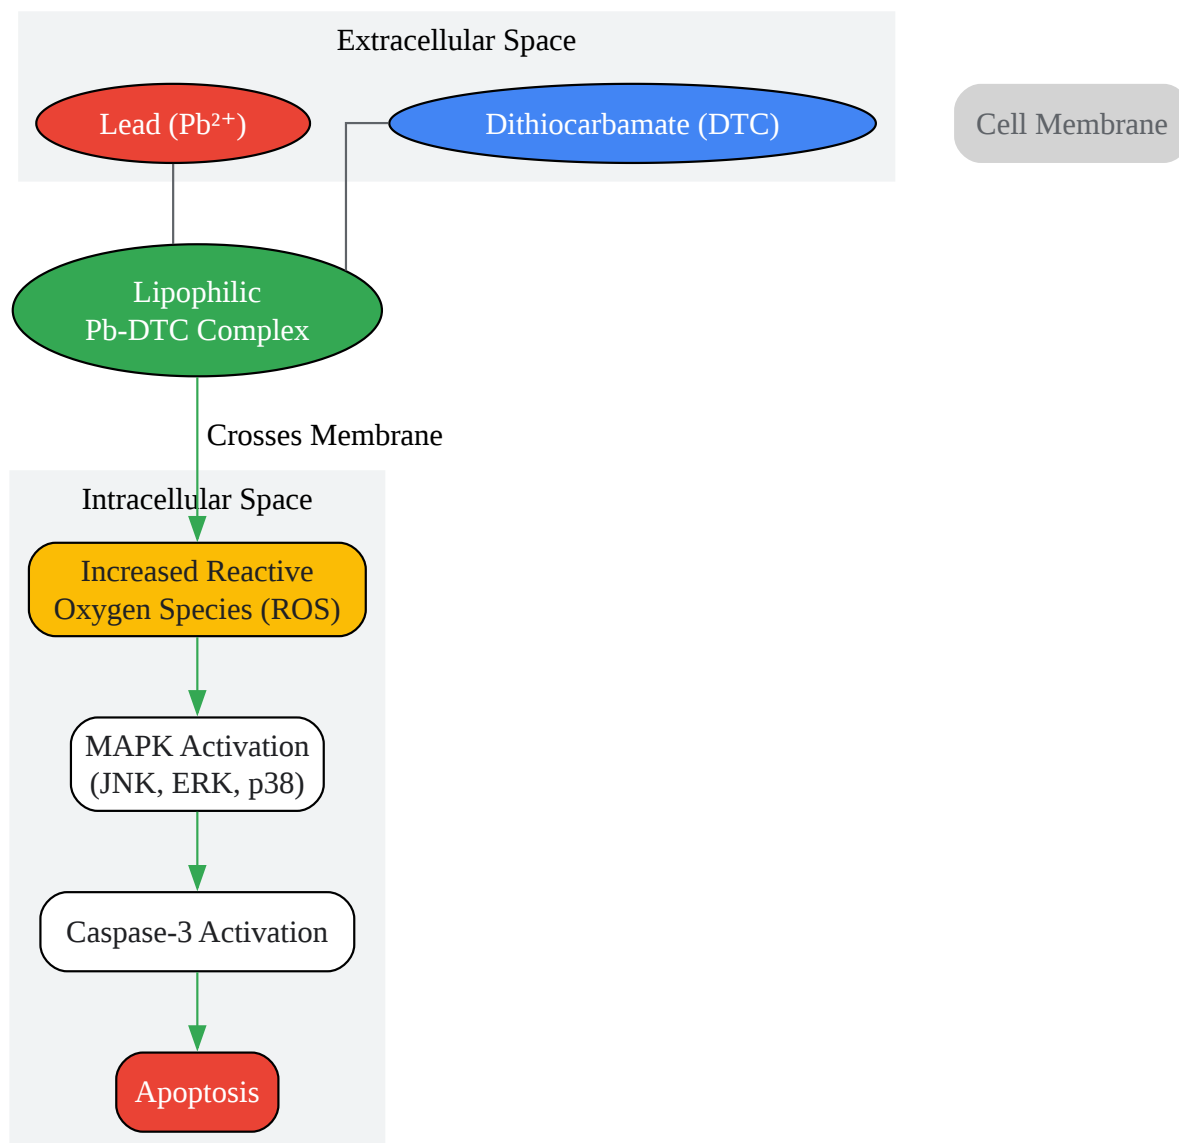 Extracellular Space
Lead (Pb²⁺)
Dithiocarbamate (DTC)
Cell Membrane
Lipophilic
Pb-DTC Complex
Crosses Membrane
Intracellular Space
Increased Reactive
Oxygen Species (ROS)
MAPK Activation
(JNK, ERK, p38)
Caspase-3 Activation
Apoptosis